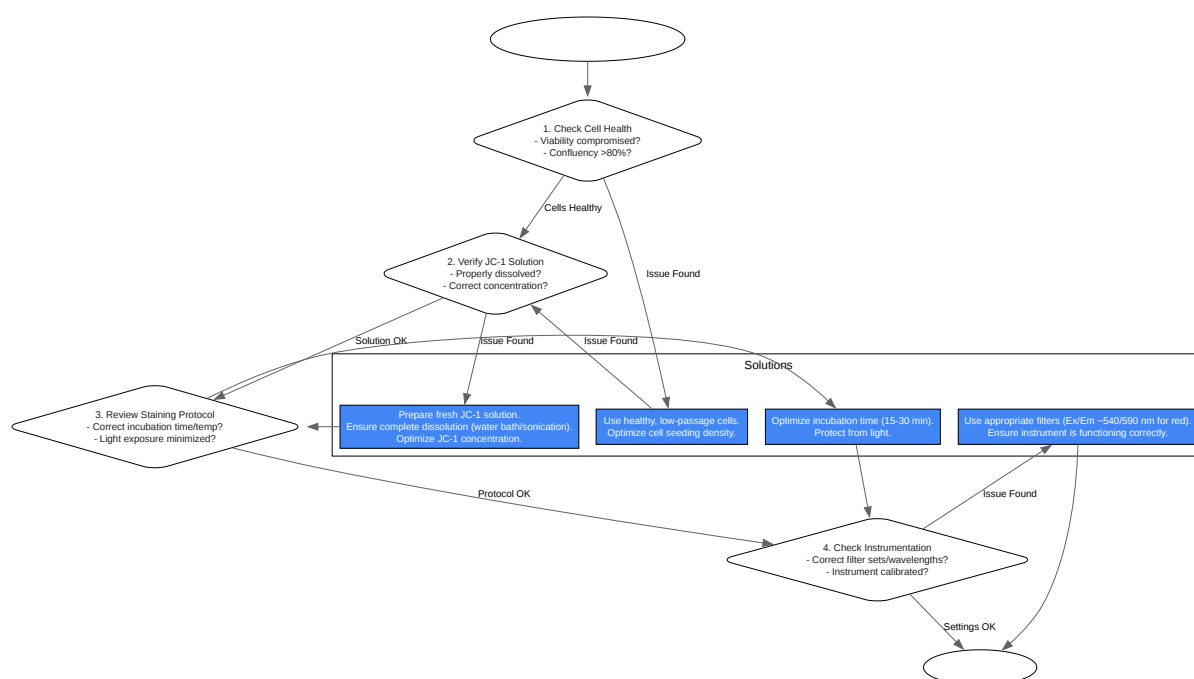 1. Check Cell Health
- Viability compromised?
- Confluency >80%?
Cells Healthy
2. Verify JC-1 Solution
- Properly dissolved?
- Correct concentration?
Issue Found
Solution OK
Issue Found
Issue Found
Solutions
3. Review Staining Protocol
- Correct incubation time/temp?
- Light exposure minimized?
Prepare fresh JC-1 solution.
Ensure complete dissolution (water bath/sonication).
Optimize JC-1 concentration.
Use healthy, low-passage cells.
Optimize cell seeding density.
Optimize incubation time (15-30 min).
Protect from light.
Use appropriate filters (Ex/Em ~540/590 nm for red).
Ensure instrument is functioning correctly.
Protocol OK
Issue Found
4. Check Instrumentation
- Correct filter sets/wavelengths?
- Instrument calibrated?
Settings OK